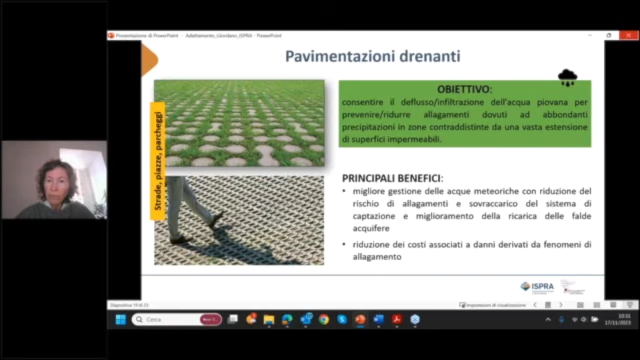 Presentazione di PowerPoint - Adattamento_Giordano_ISPRA - PowerPoint
Pavimentazioni drenanti
Strade, piazze, parcheggi
OBIETTIVO:
consentire il deflusso/infiltrazione dell'acqua piovana per
prevenire/ridurre allagamenti dovuti ad abbondanti
precipitazioni in zone contraddistinte da una vasta estensione
di superfici impermeabili.
PRINCIPALI BENEFICI:
• migliore gestione delle acque meteoriche con riduzione del
rischio di allagamenti e sovraccarico del sistema di
captazione e miglioramento della ricarica delle falde
acquifere
• riduzione dei costi associati a danni derivati da fenomeni di
allagamento
ISPRA
Impostazioni di visualizzazione
Cerca
10:31
17/11/2023